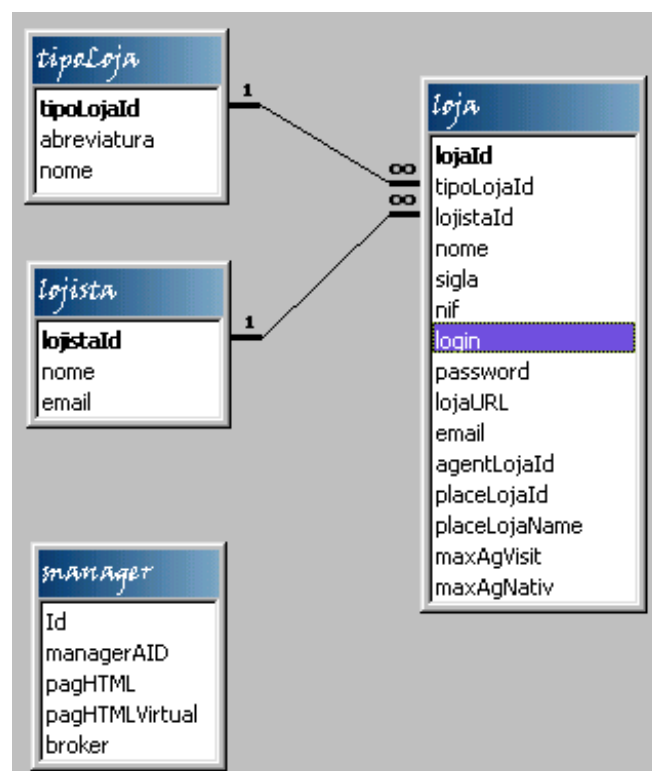 tipoLoja
tipoLojaId
abreviatura
nome
1
∞
∞
loja
lojaId
tipoLojaId
lojistaId
nome
sigla
nif
login
password
lojaURL
email
agentLojaId
placeLojaId
placeLojaName
maxAgVisit
maxAgNativ
lojista
lojistaId
nome
email
1
manager
Id
managerAID
pagHTML
pagHTMLVirtual
broker